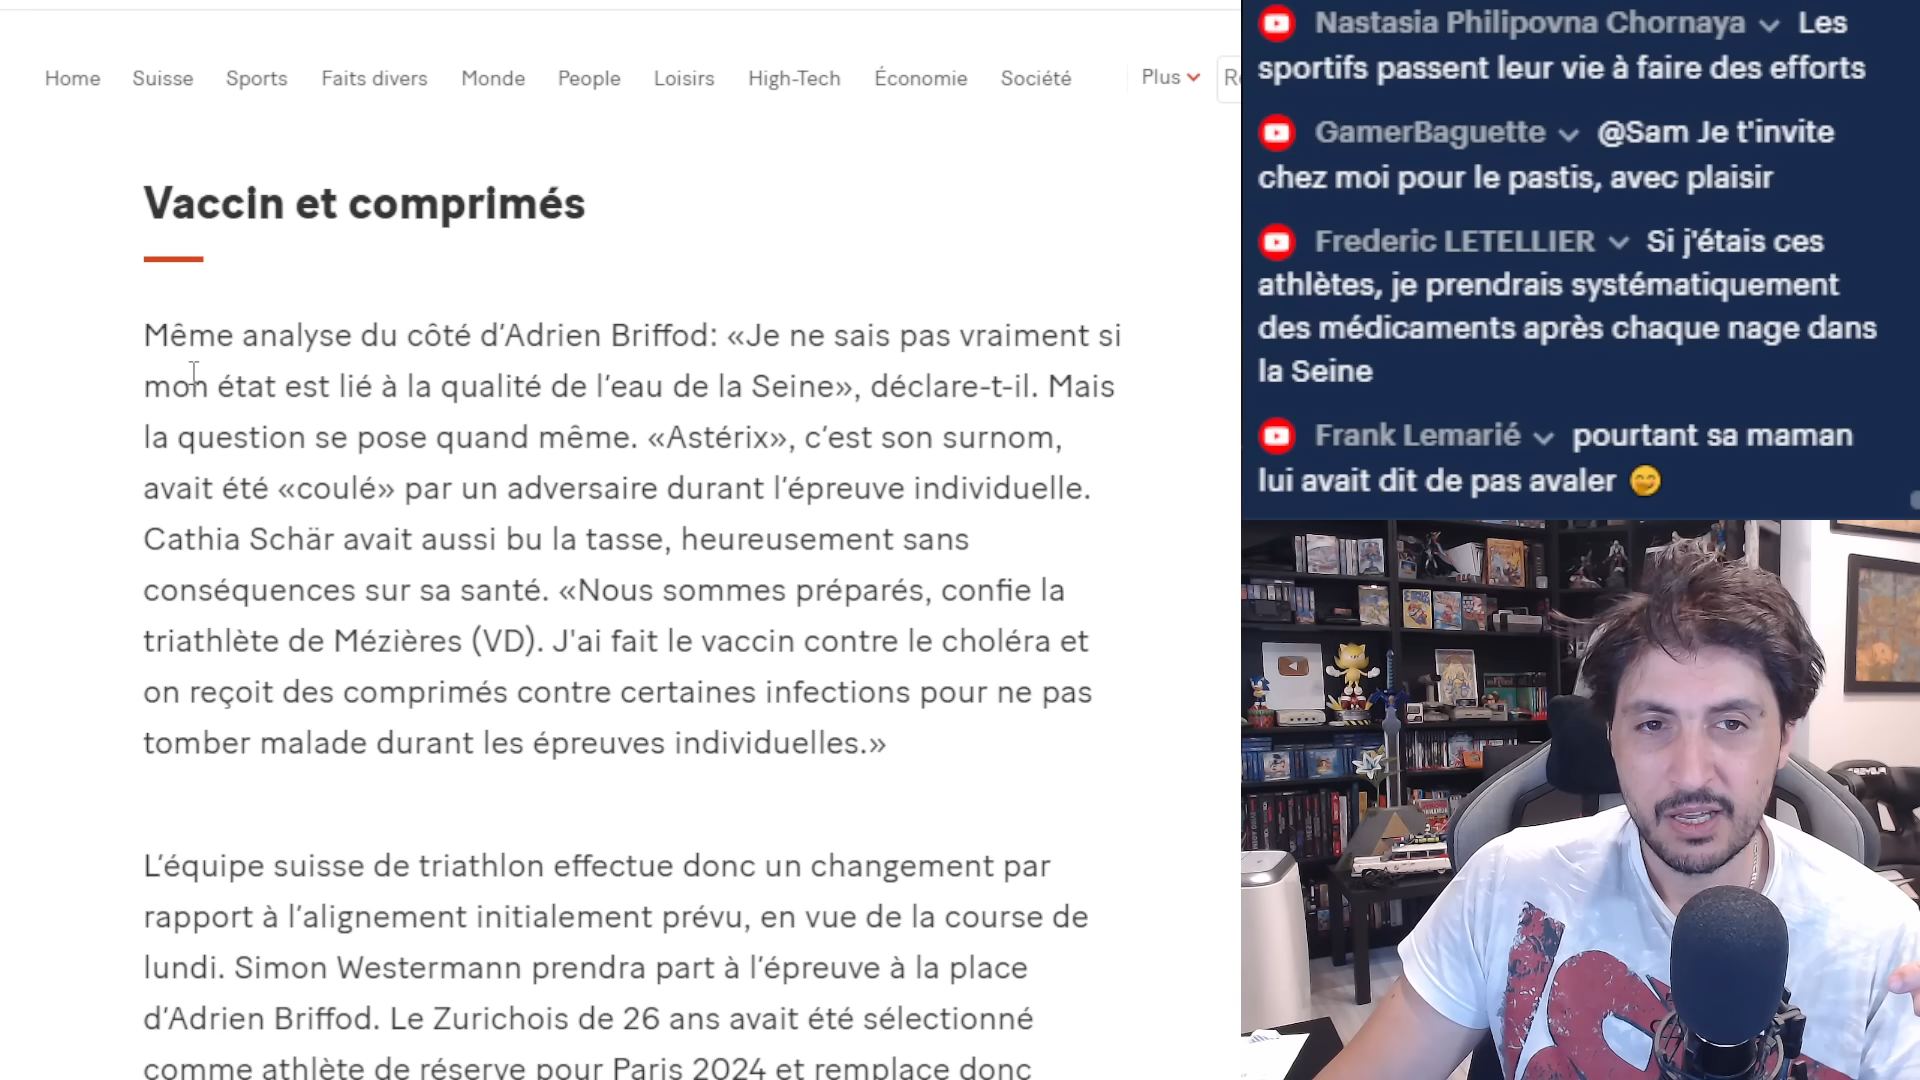 Home Suisse Sports Faits divers Monde People Loisirs High-Tech Économie Société Plus
Vaccin et comprimés
Même analyse du côté d’Adrien Briffod: «Je ne sais pas vraiment si
mon état est lié à la qualité de l’eau de la Seine», déclare-t-il. Mais
la question se pose quand même. «Astérix», c’est son surnom,
avait été «coulé» par un adversaire durant l’épreuve individuelle.
Cathia Schär avait aussi bu la tasse, heureusement sans
conséquences sur sa santé. «Nous sommes préparés, confie la
triathlète de Mézières (VD). J'ai fait le vaccin contre le choléra et
on reçoit des comprimés contre certaines infections pour ne pas
tomber malade durant les épreuves individuelles.»
L’équipe suisse de triathlon effectue donc un changement par
rapport à l’alignement initialement prévu, en vue de la course de
lundi. Simon Westermann prendra part à l’épreuve à la place
d’Adrien Briffod. Le Zurichois de 26 ans avait été sélectionné
comme athlète de réserve pour Paris 2024 et remplace donc
Nastasia Philipovna Chornaya Les
sportifs passent leur vie à faire des efforts
GamerBaguette @Sam Je t'invite
chez moi pour le pastis, avec plaisir
Frederic LETELLIER Si j'étais ces
athlètes, je prendrais systématiquement
des médicaments après chaque nage dans
la Seine
Frank Lemarié pourtant sa maman
lui avait dit de pas avaler